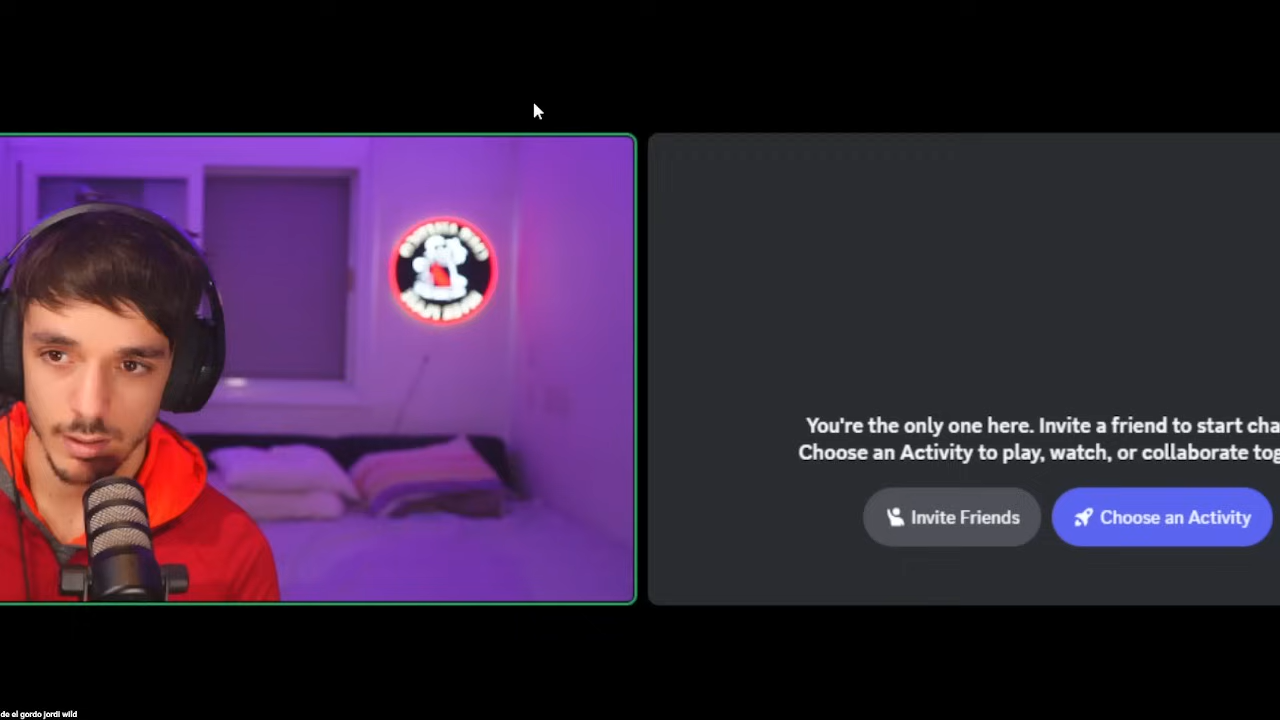 You're the only one here. Invite a friend to start cha
Choose an Activity to play, watch, or collaborate tog
Invite Friends
Choose an Activity
de el gordo jordi wild